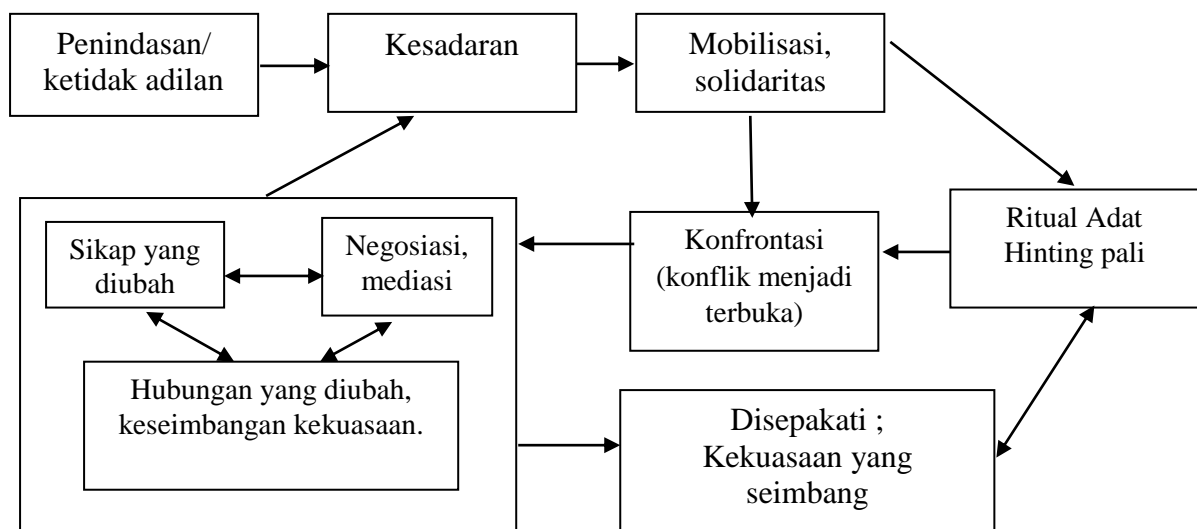 Penindasan/
ketidak adilan
Kesadaran
Mobilisasi,
solidaritas
Ritual Adat
Hinting pali
Konfrontasi
(konflik menjadi
terbuka)
Sikap yang
diubah
Negosiasi,
mediasi
Hubungan yang diubah,
keseimbangan kekuasaan.
Disepakati ;
Kekuasaan yang
seimbang